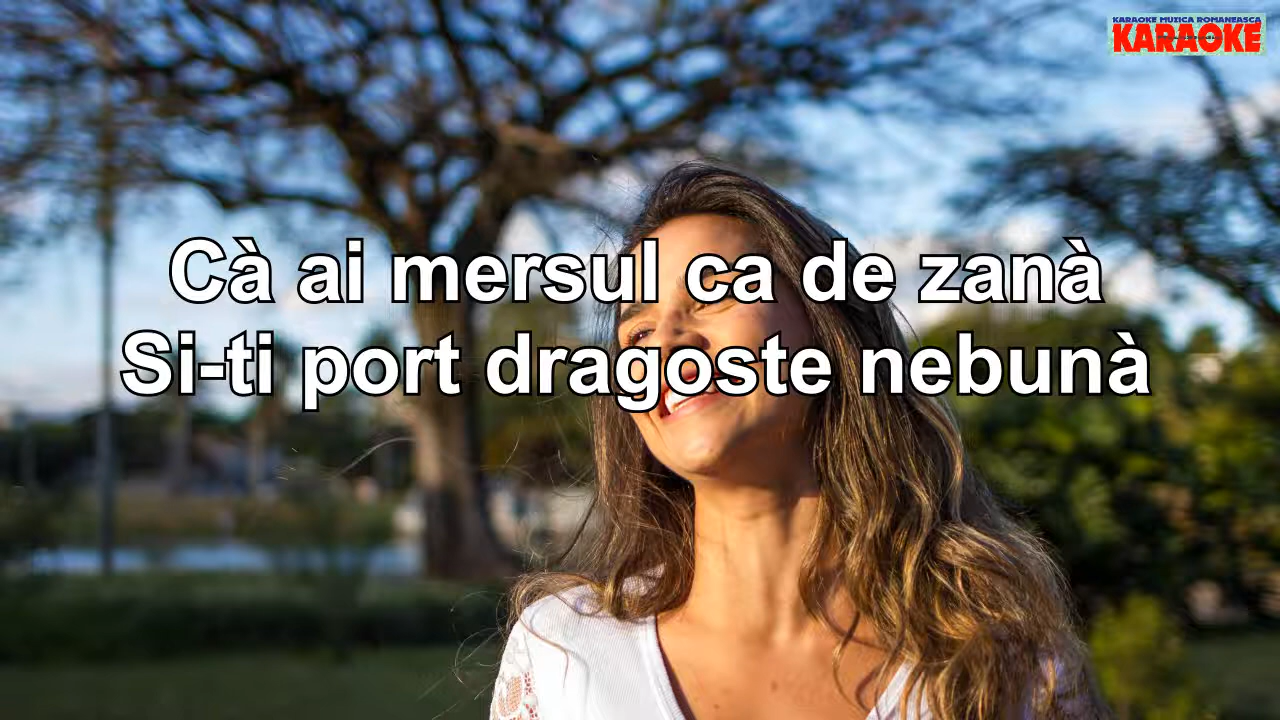 KARAOKE MUZICA ROMANEASCA
KARAOKE
Cà ai mersul ca de zanà
Si-ti port dragoste nebunà